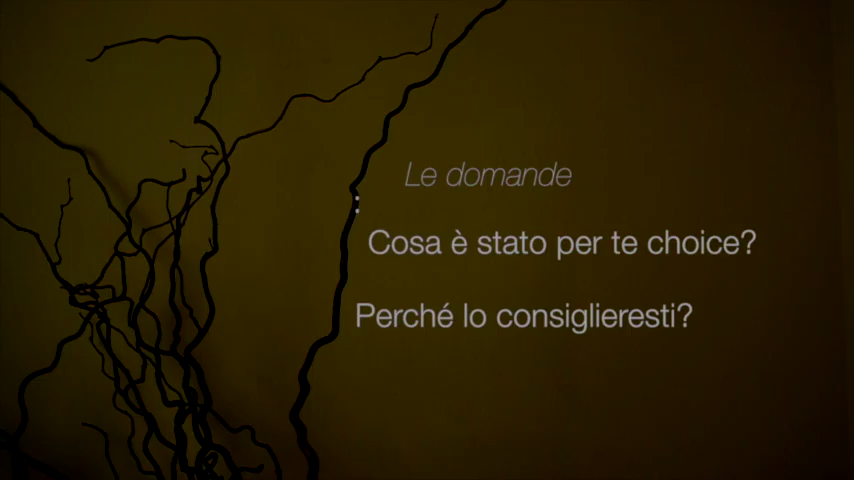 Le domande
:
Cosa è stato per te choice?
Perché lo consiglieresti?